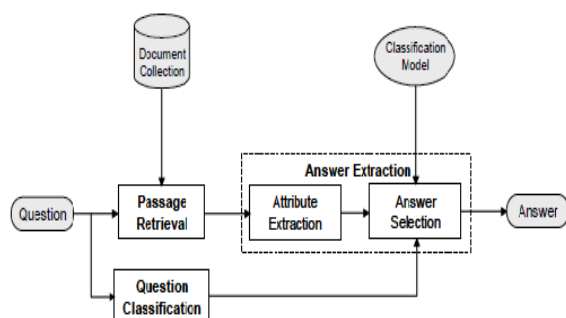 Document
Collection
Classification
Model
Answer Extraction
Question
Passage
Retrieval
Attribute
Extraction
Answer
Selection
Answer
Question
Classification